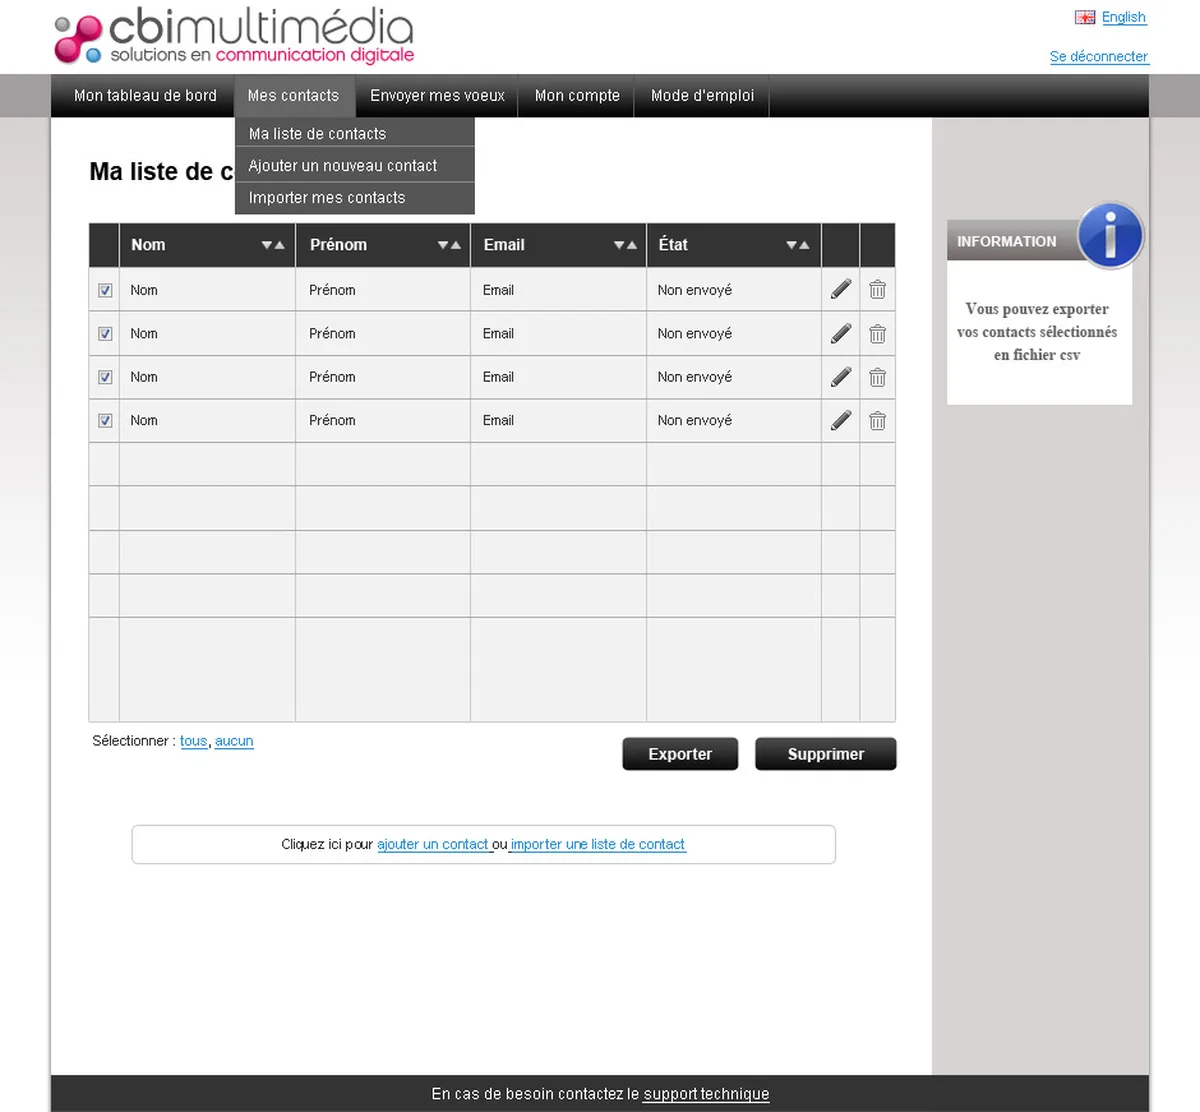 cbimultimédia
solutions en communication digitale
English
Se déconnecter
Mon tableau de bord Mes contacts Envoyer mes voeux Mon compte Mode d'emploi
Ma liste de contacts
Ajouter un nouveau contact
Importer mes contacts
Ma liste de c
Nom Prénom Email État
Nom Prénom Email Non envoyé
Nom Prénom Email Non envoyé
Nom Prénom Email Non envoyé
Nom Prénom Email Non envoyé
Sélectionner : tous, aucun
Exporter Supprimer
Cliquez ici pour ajouter un contact ou importer une liste de contact
INFORMATION
Vous pouvez exporter
vos contacts sélectionnés
en fichier csv
En cas de besoin contactez le support technique